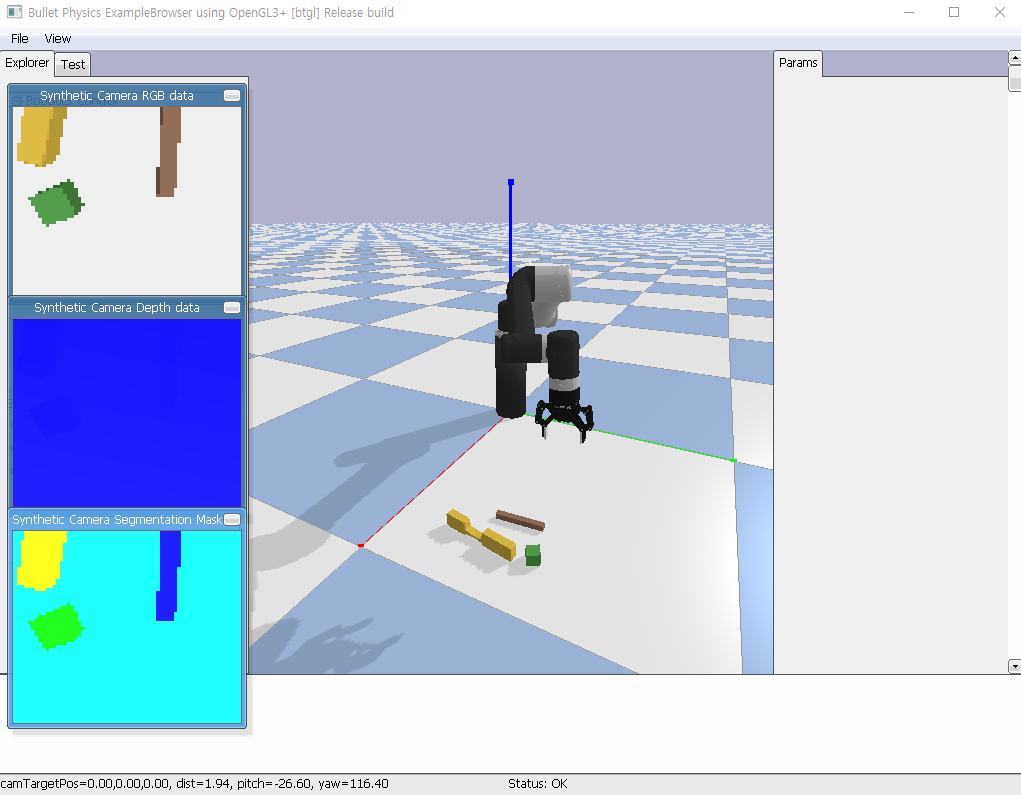 Bullet Physics ExampleBrowser using OpenGL3+ [btgl] Release build
File View
Explorer Test
Params
Synthetic Camera RGB data
Synthetic Camera Depth data
Synthetic Camera Segmentation Mask
camTargetPos=0.00,0.00,0.00, dist=1.94, pitch=-26.60, yaw=116.40
Status: OK